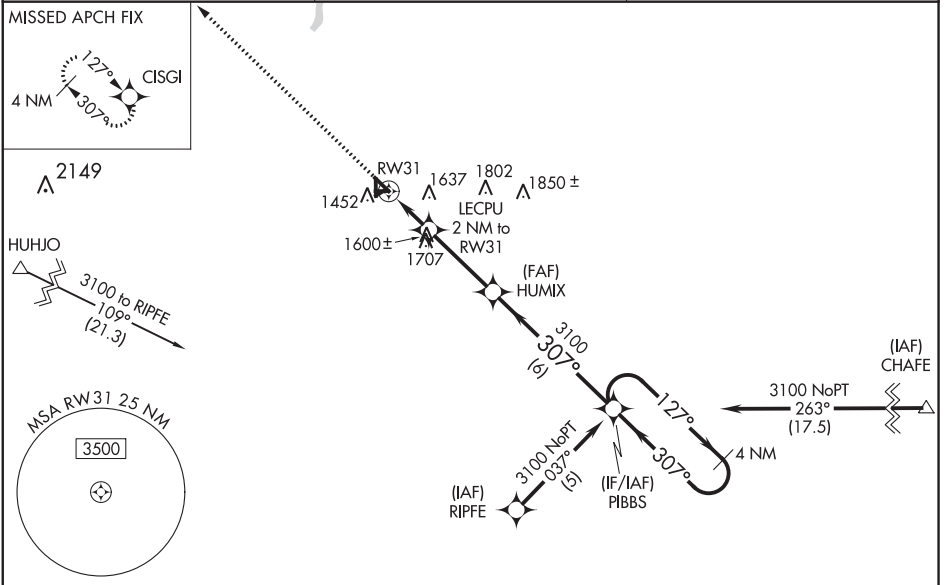 MISSED APCH FIX
127°
CISGI
4 NM
307°
2149
RW31
1452
1637
1802
1850 ±
LECPU
2 NM to
RW31
1600 ±
1707
HUHJO
3100 to RIPFE
109°
(21.3)
(FAF)
HUMIX
3100
307°
(6)
(IAF)
CHAFE
3100 NoPT
263°
(17.5)
127°
4 NM
307°
MSA RW31 25 NM
3500
3100 NoPT
037°
(5)
(IF/IAF)
PIBBS
(IAF)
RIPFE